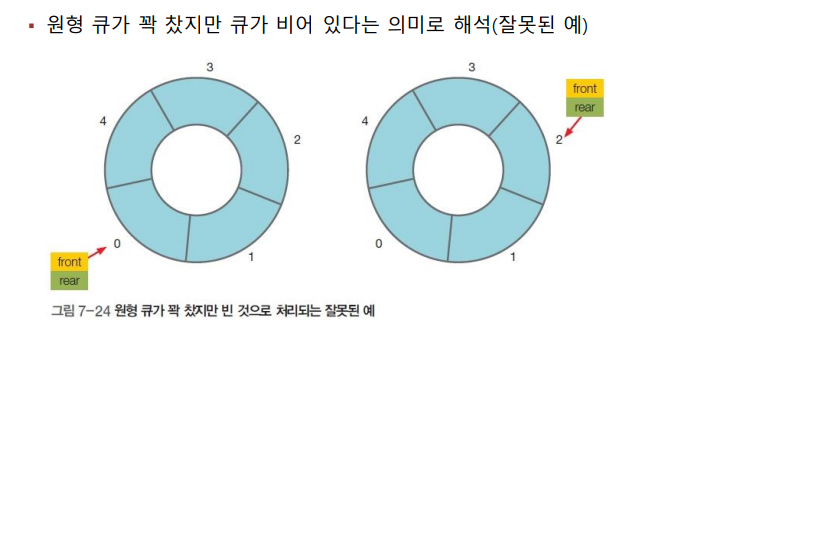 ▪ 원형 큐가 꽉 찼지만 큐가 비어 있다는 의미로 해석(잘못된 예)
3
4
2
0
1
front
rear
3
4
2
0
1
front
rear
그림 7-24 원형 큐가 꽉 찼지만 빈 것으로 처리되는 잘못된 예